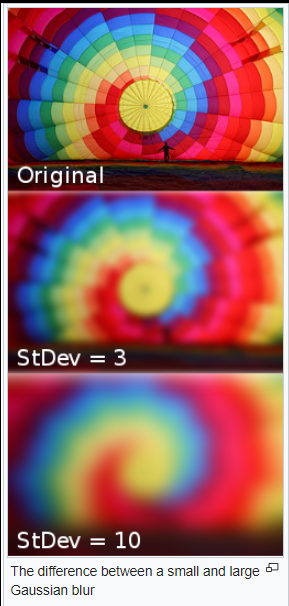 Original
StDev = 3
StDev = 10
The difference between a small and large
Gaussian blur